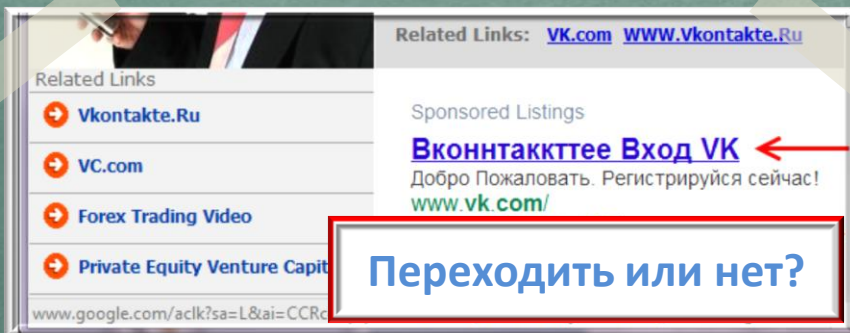 Related Links: VK.com WWW.Vkontakte.Ru
Related Links
Vkontakte.Ru
VC.com
Forex Trading Video
Private Equity Venture Capit
www.google.com/aclk?sa=L&ai=CCRc
Sponsored Listings
Вконнтаккттее Вход VK
Добро Пожаловать. Регистрируйся сейчас!
www.vk.com/
Переходить или нет?